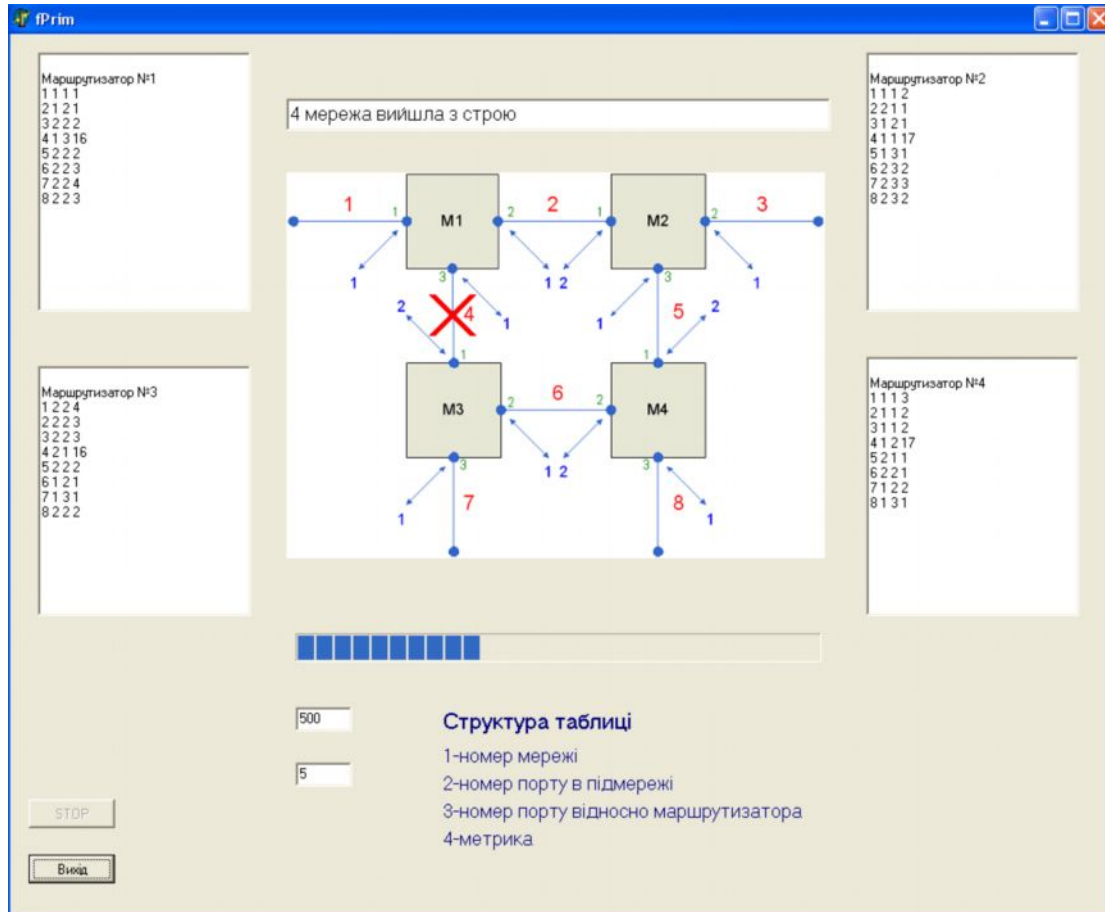 fPrim
Маршрутизатор №1
1 1 1 1
2 1 2 1
3 2 2 2
4 1 3 16
5 2 2 2
6 2 2 3
7 2 2 4
8 2 2 3
4 мережа вийшла з строю
Маршрутизатор №2
1 1 1 2
2 2 1 1
3 1 2 1
4 1 1 17
5 1 3 1
6 2 3 2
7 2 3 3
8 2 3 2
1 1 M1 2 2 1 M2 2 3
1 3 1 2 3 1
2 4 1 1 5 2
1 1
M3 2 6 2 M4
3 1 2 3
1 7 8 1
Маршрутизатор №3
1 2 2 4
2 2 2 3
3 2 2 3
4 2 1 16
5 2 2 2
6 1 2 1
7 1 3 1
8 2 2 2
Маршрутизатор №4
1 1 1 3
2 1 1 2
3 1 1 2
4 1 2 17
5 2 1 1
6 2 2 1
7 1 2 2
8 1 3 1
500
5
Структура таблиці
1-номер мережі
2-номер порту в підмережі
3-номер порту відносно маршрутизатора
4-метрика
STOP
Вихід